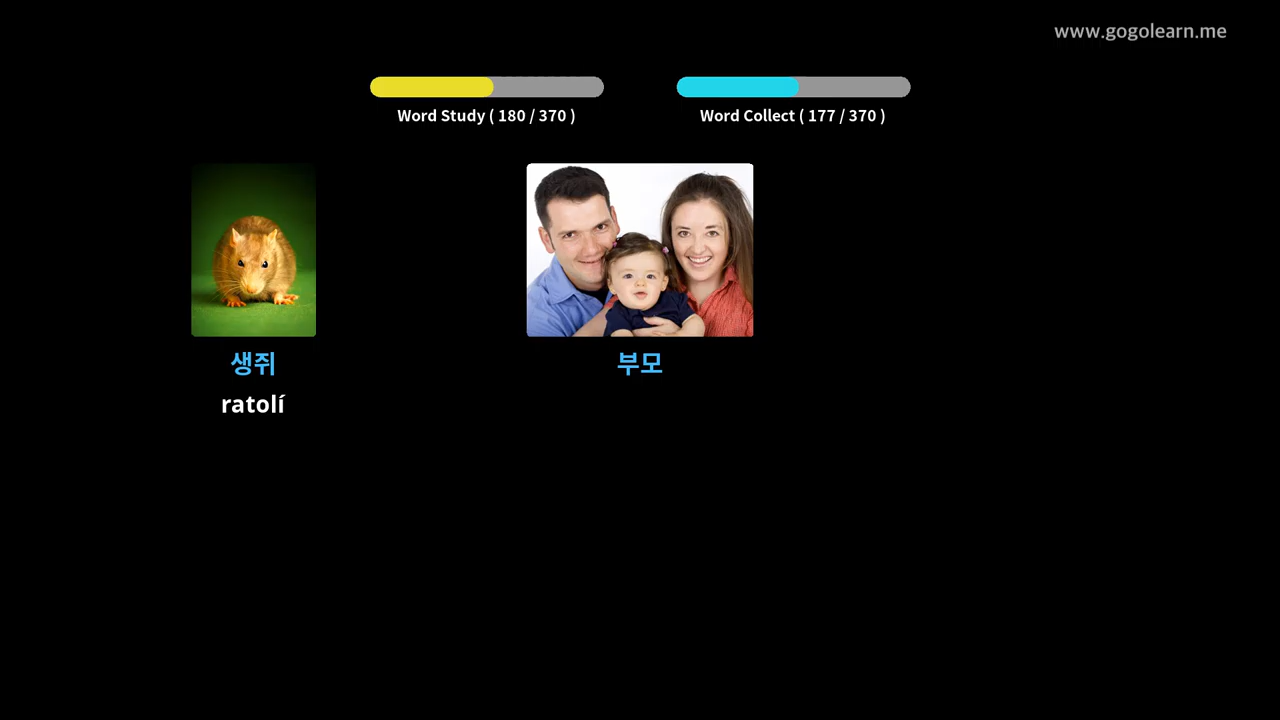 www.gogolearn.me
Word Study ( 180 / 370 )
Word Collect ( 177 / 370 )
생쥐
부모
ratolí